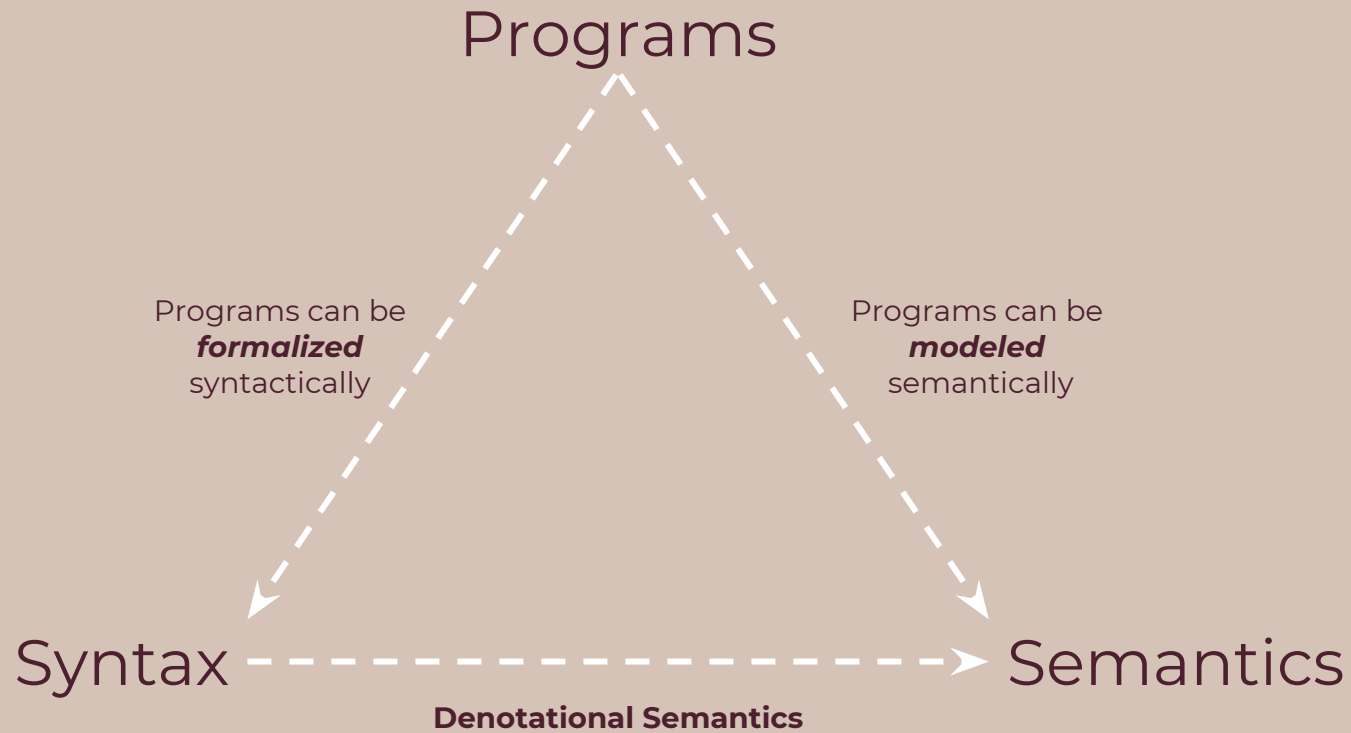 Programs
Programs can be
formalized
syntactically
Programs can be
modeled
semantically
Syntax
Semantics
Denotational Semantics